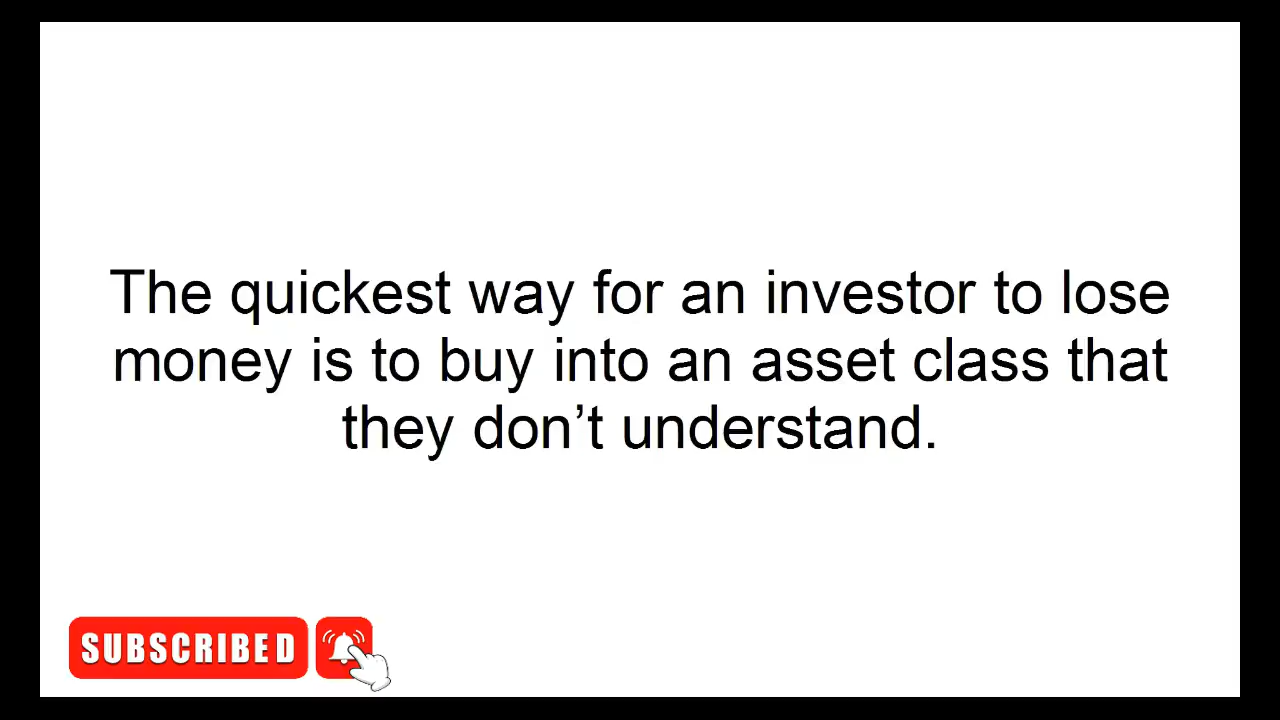 The quickest way for an investor to lose
money is to buy into an asset class that
they don’t understand.
SUBSCRIBED